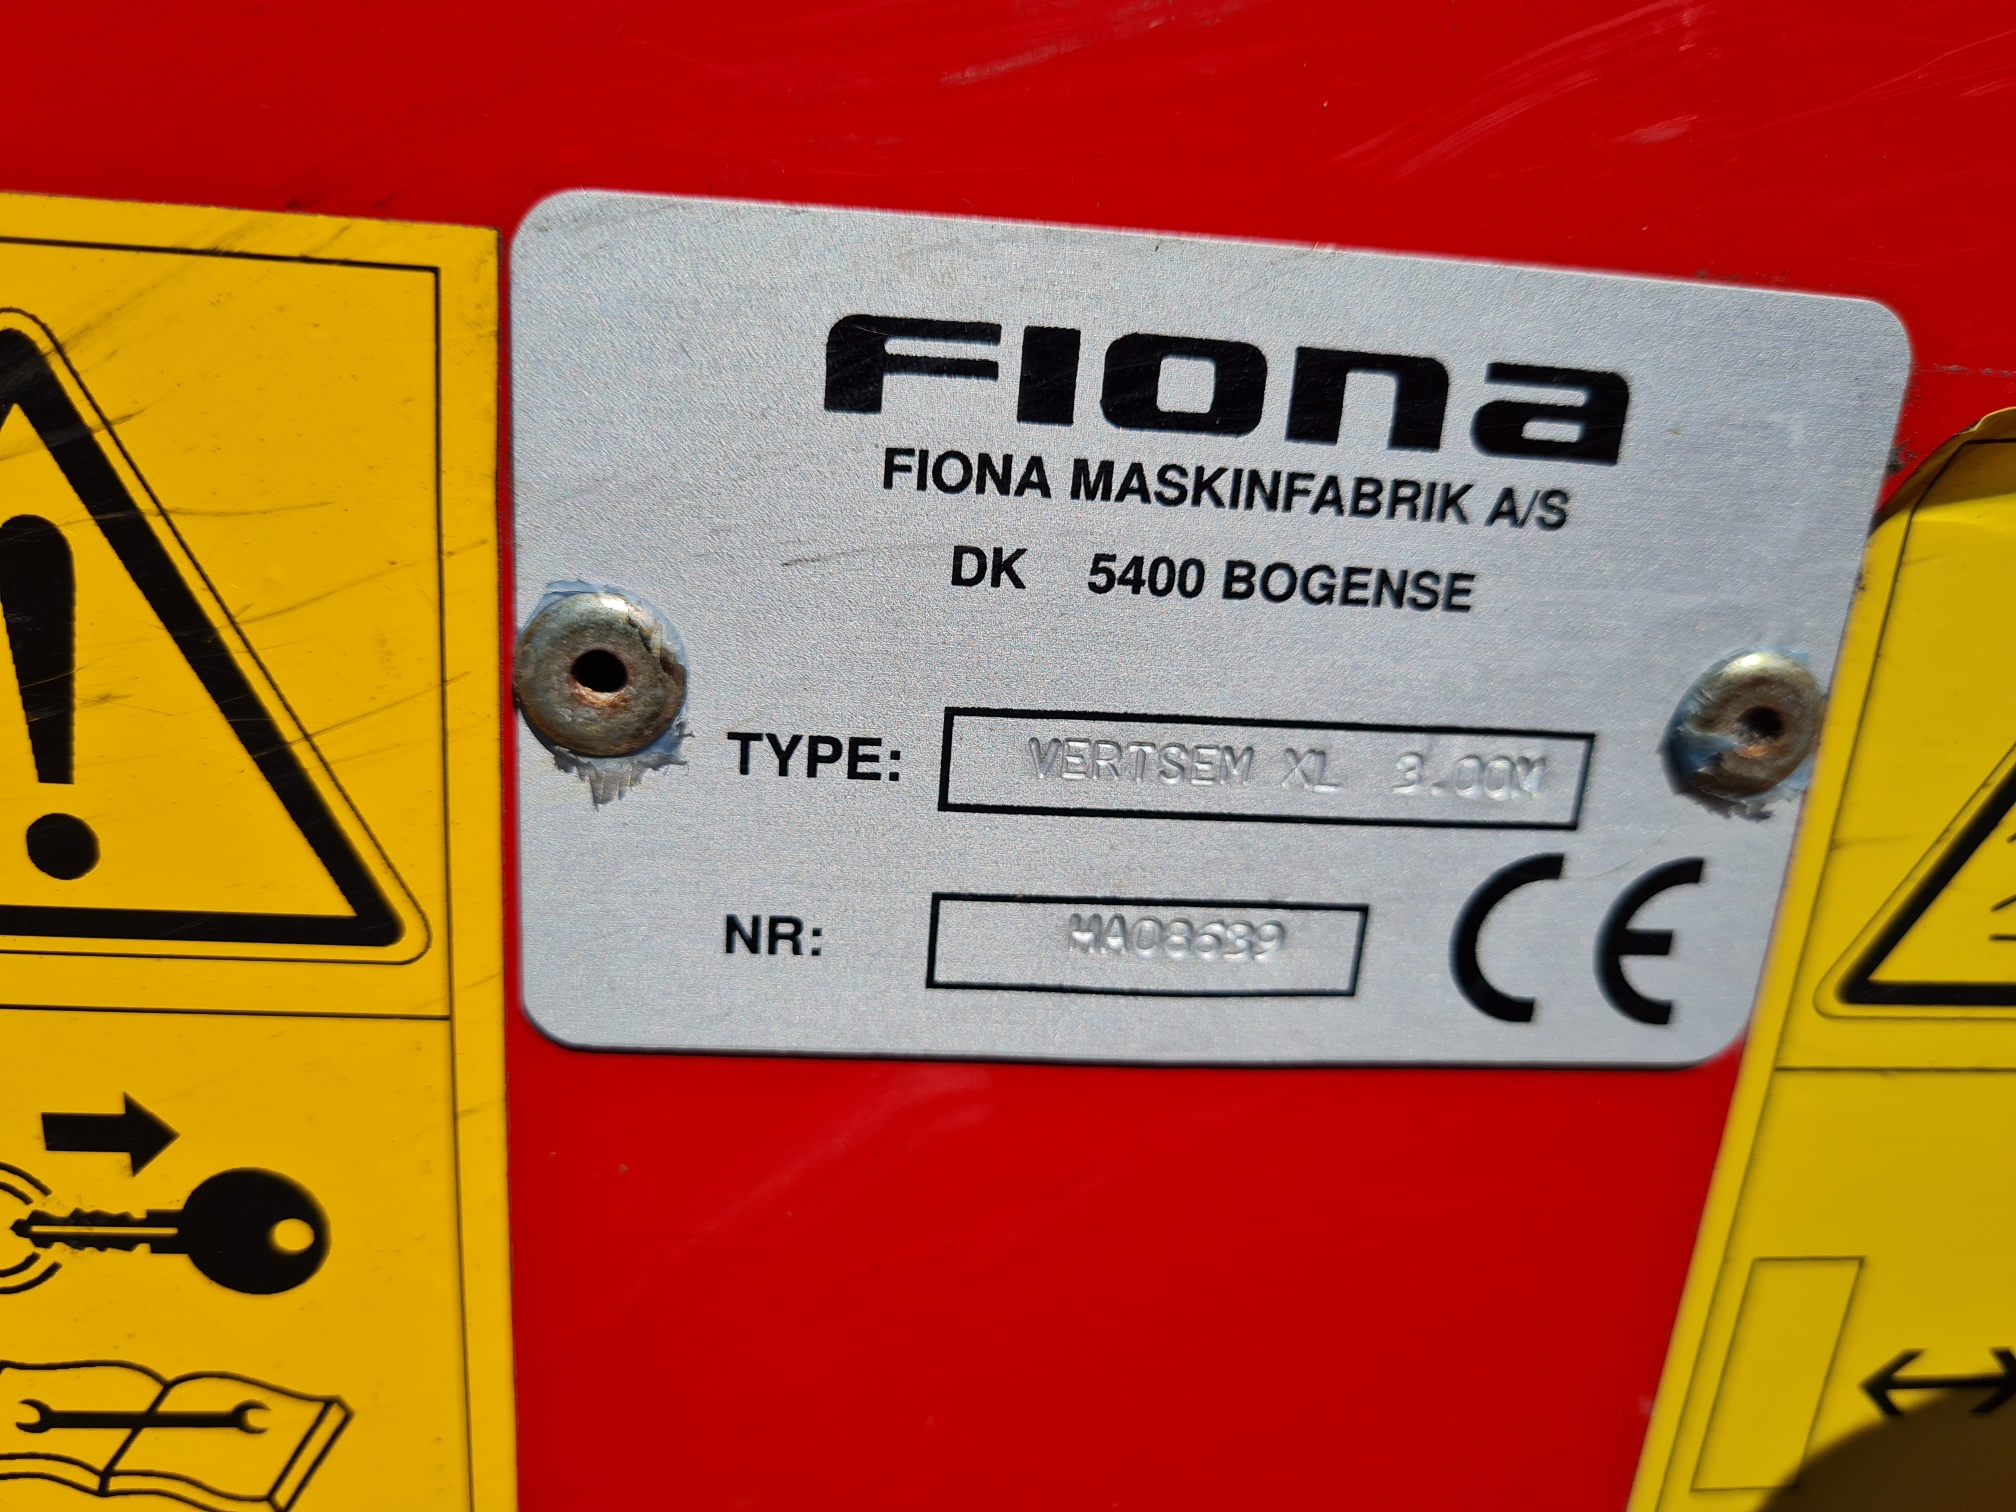 Fiona
FIONA MASKINFABRIK A/S
DK 5400 BOGENSE
TYPE: VERTSEM XL 3.00M
NR: MA08639
CE